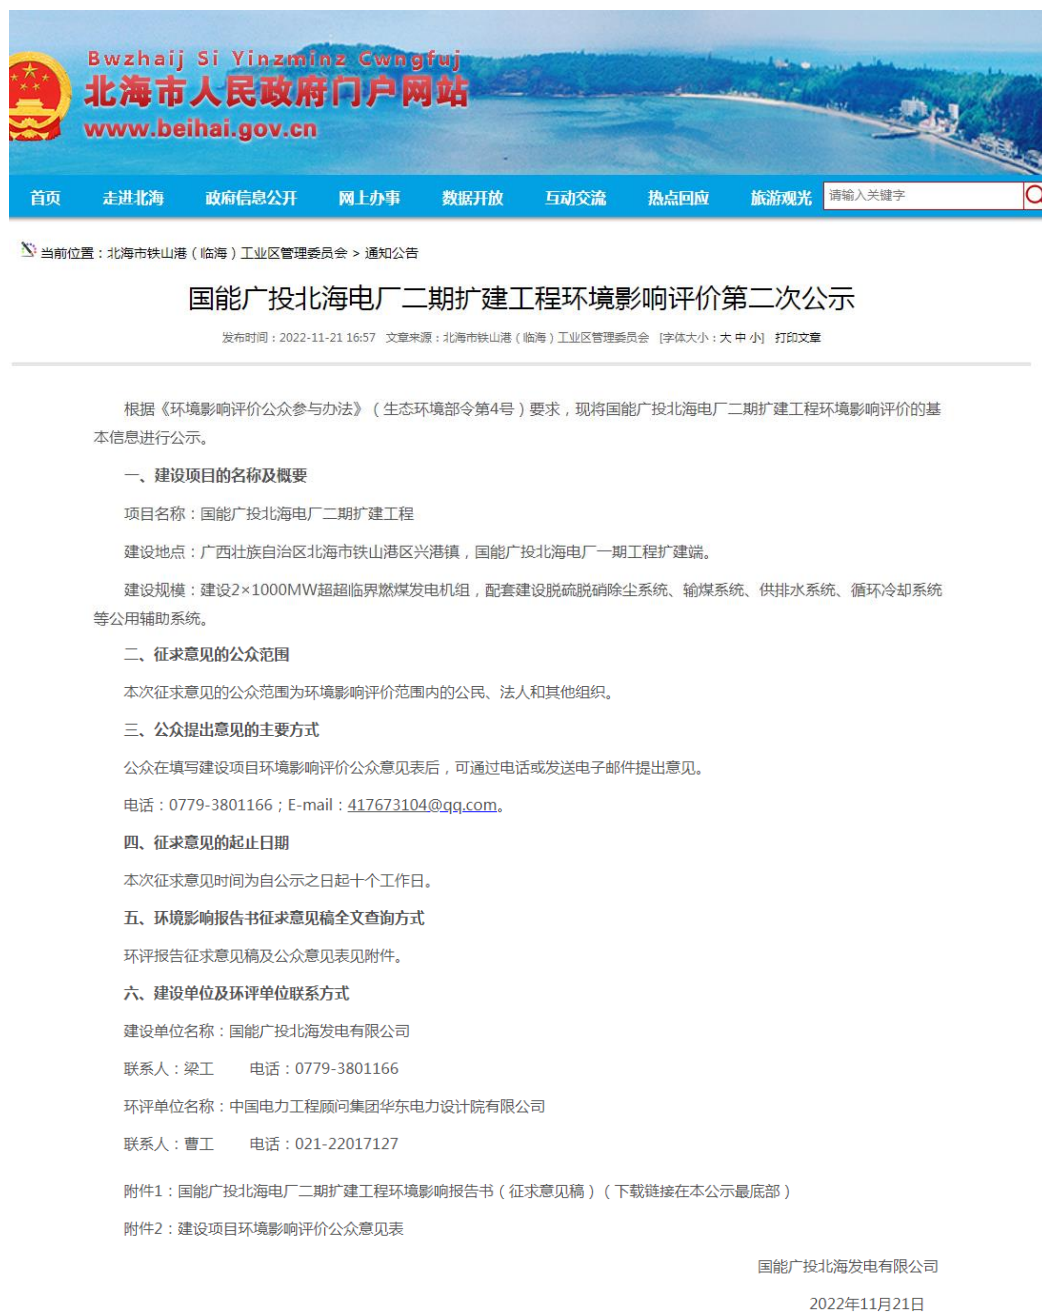 Bwzhaij Si Yinzminz Cwngfuj
北海市人民政府门户网站
www.beihai.gov.cn
首页 走进北海 政府信息公开 网上办事 数据开放 互动交流 热点回应 旅游观光 请输入关键字
当前位置：北海市铁山港（临海）工业区管理委员会 > 通知公告
国能广投北海电厂二期扩建工程环境影响评价第二次公示
发布时间：2022-11-21 16:57 文章来源：北海市铁山港（临海）工业区管理委员会 [字体大小：大 中 小] 打印文章
根据《环境影响评价公众参与办法》（生态环境部令第4号）要求，现将国能广投北海电厂二期扩建工程环境影响评价的基
本信息进行公示。
一、建设项目的名称及概要
项目名称：国能广投北海电厂二期扩建工程
建设地点：广西壮族自治区北海市铁山港区兴港镇，国能广投北海电厂一期工程扩建端。
建设规模：建设2×1000MW超超临界燃煤发电机组，配套建设脱硫脱硝除尘系统、输煤系统、供排水系统、循环冷却系统
等公用辅助系统。
二、征求意见的公众范围
本次征求意见的公众范围为环境影响评价范围内的公民、法人和其他组织。
三、公众提出意见的主要方式
公众在填写建设项目环境影响评价公众意见表后，可通过电话或发送电子邮件提出意见。
电话：0779-3801166；E-mail：417673104@qq.com。
四、征求意见的起止日期
本次征求意见时间为自公示之日起十个工作日。
五、环境影响报告书征求意见稿全文查询方式
环评报告征求意见稿及公众意见表见附件。
六、建设单位及环评单位联系方式
建设单位名称：国能广投北海发电有限公司
联系人：梁工 电话：0779-3801166
环评单位名称：中国电力工程顾问集团华东电力设计院有限公司
联系人：曹工 电话：021-22017127
附件1：国能广投北海电厂二期扩建工程环境影响报告书（征求意见稿）（下载链接在本公示最底部）
附件2：建设项目环境影响评价公众意见表
国能广投北海发电有限公司
2022年11月21日